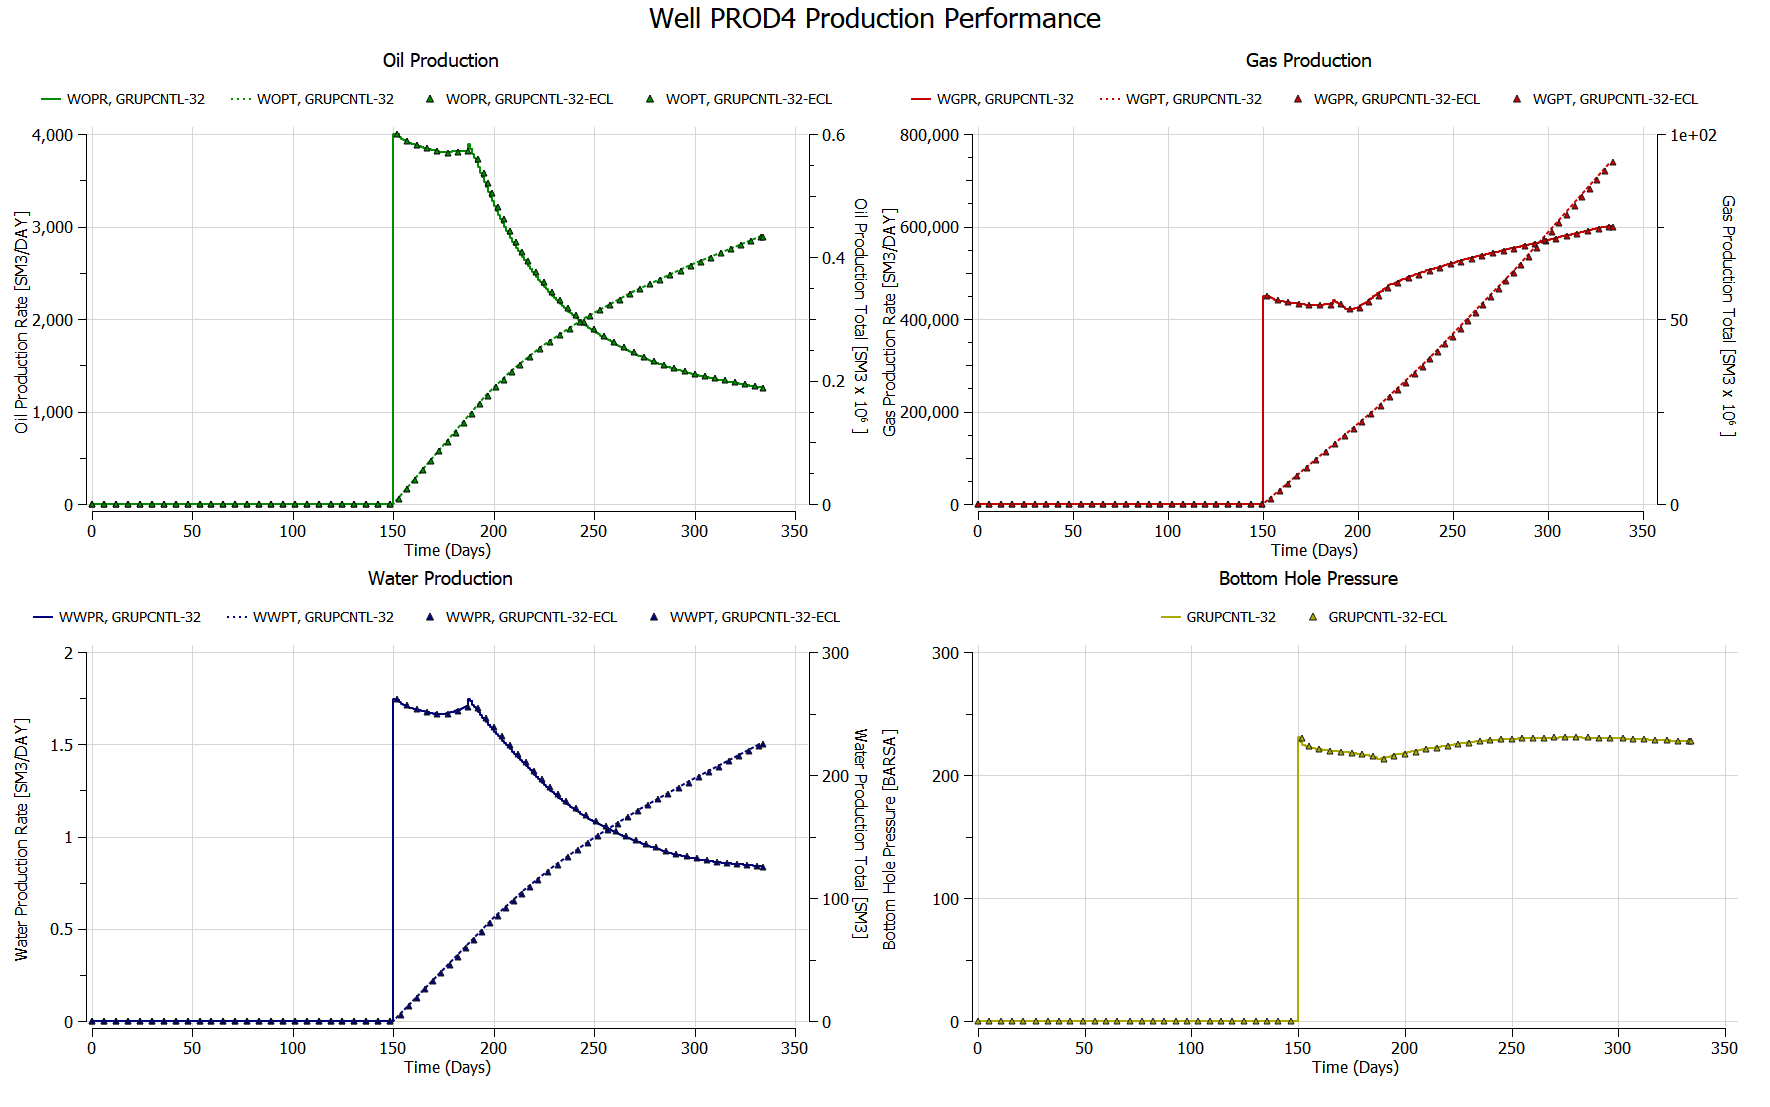 Well PROD4 Production Performance
Oil Production
WOPR, GRUPCNTL-32 WOPT, GRUPCNTL-32 WOPR, GRUPCNTL-32-ECL WOPT, GRUPCNTL-32-ECL
Oil Production Rate [SM3/DAY]
4,000
3,000
2,000
1,000
0
0.6
0.4
0.2
0
Oil Production Total [SM3 x 10⁶ ]
0 50 100 150 200 250 300 350
Time (Days)
Gas Production
WGPR, GRUPCNTL-32 WGPT, GRUPCNTL-32 WGPR, GRUPCNTL-32-ECL WGPT, GRUPCNTL-32-ECL
Gas Production Rate [SM3/DAY]
800,000
600,000
400,000
200,000
0
1e+02
50
0
Gas Production Total [SM3 x 10⁶ ]
0 50 100 150 200 250 300 350
Time (Days)
Water Production
WWPR, GRUPCNTL-32 WWPT, GRUPCNTL-32 WWPR, GRUPCNTL-32-ECL WWPT, GRUPCNTL-32-ECL
Water Production Rate [SM3/DAY]
2
1.5
1
0.5
0
300
200
100
0
Water Production Total [SM3]
0 50 100 150 200 250 300 350
Time (Days)
Bottom Hole Pressure
GRUPCNTL-32 GRUPCNTL-32-ECL
Bottom Hole Pressure [BARSA]
300
200
100
0
0 50 100 150 200 250 300 350
Time (Days)